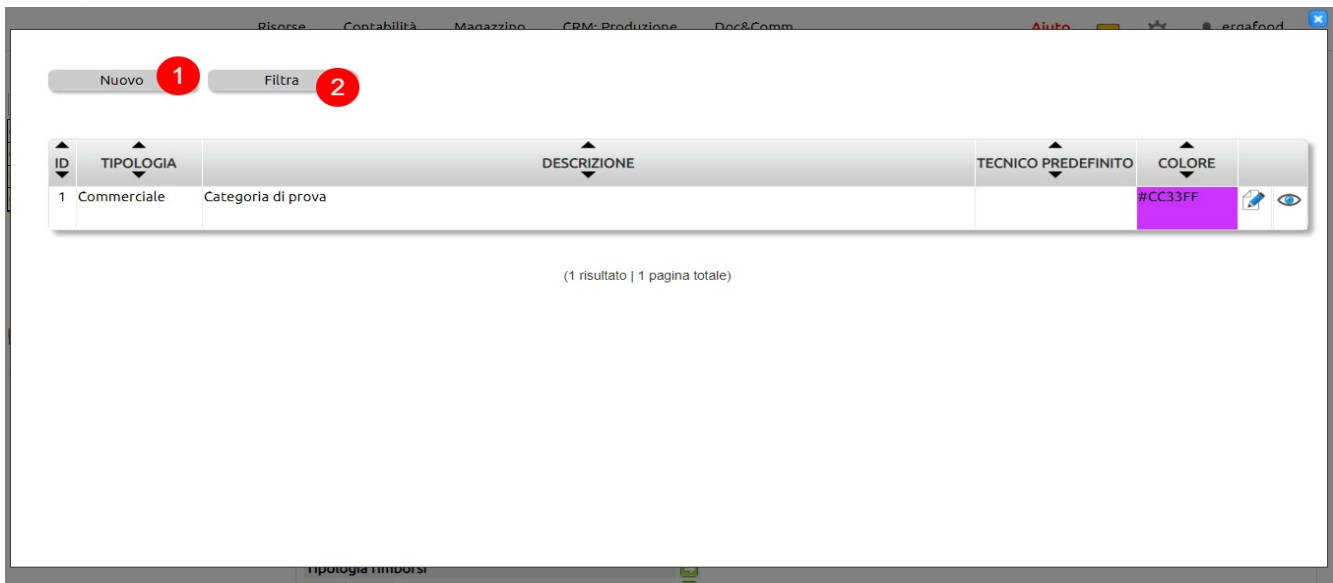 Risorse Contabilità Magazzino CRM: Produzione Doc&Comm Aiuto ergafood
Nuovo 1 Filtra 2
ID TIPOLOGIA DESCRIZIONE TECNICO PREDEFINITO COLORE
1 Commerciale Categoria di prova #CC33FF
(1 risultato | 1 pagina totale)
Tipologia rimborsi